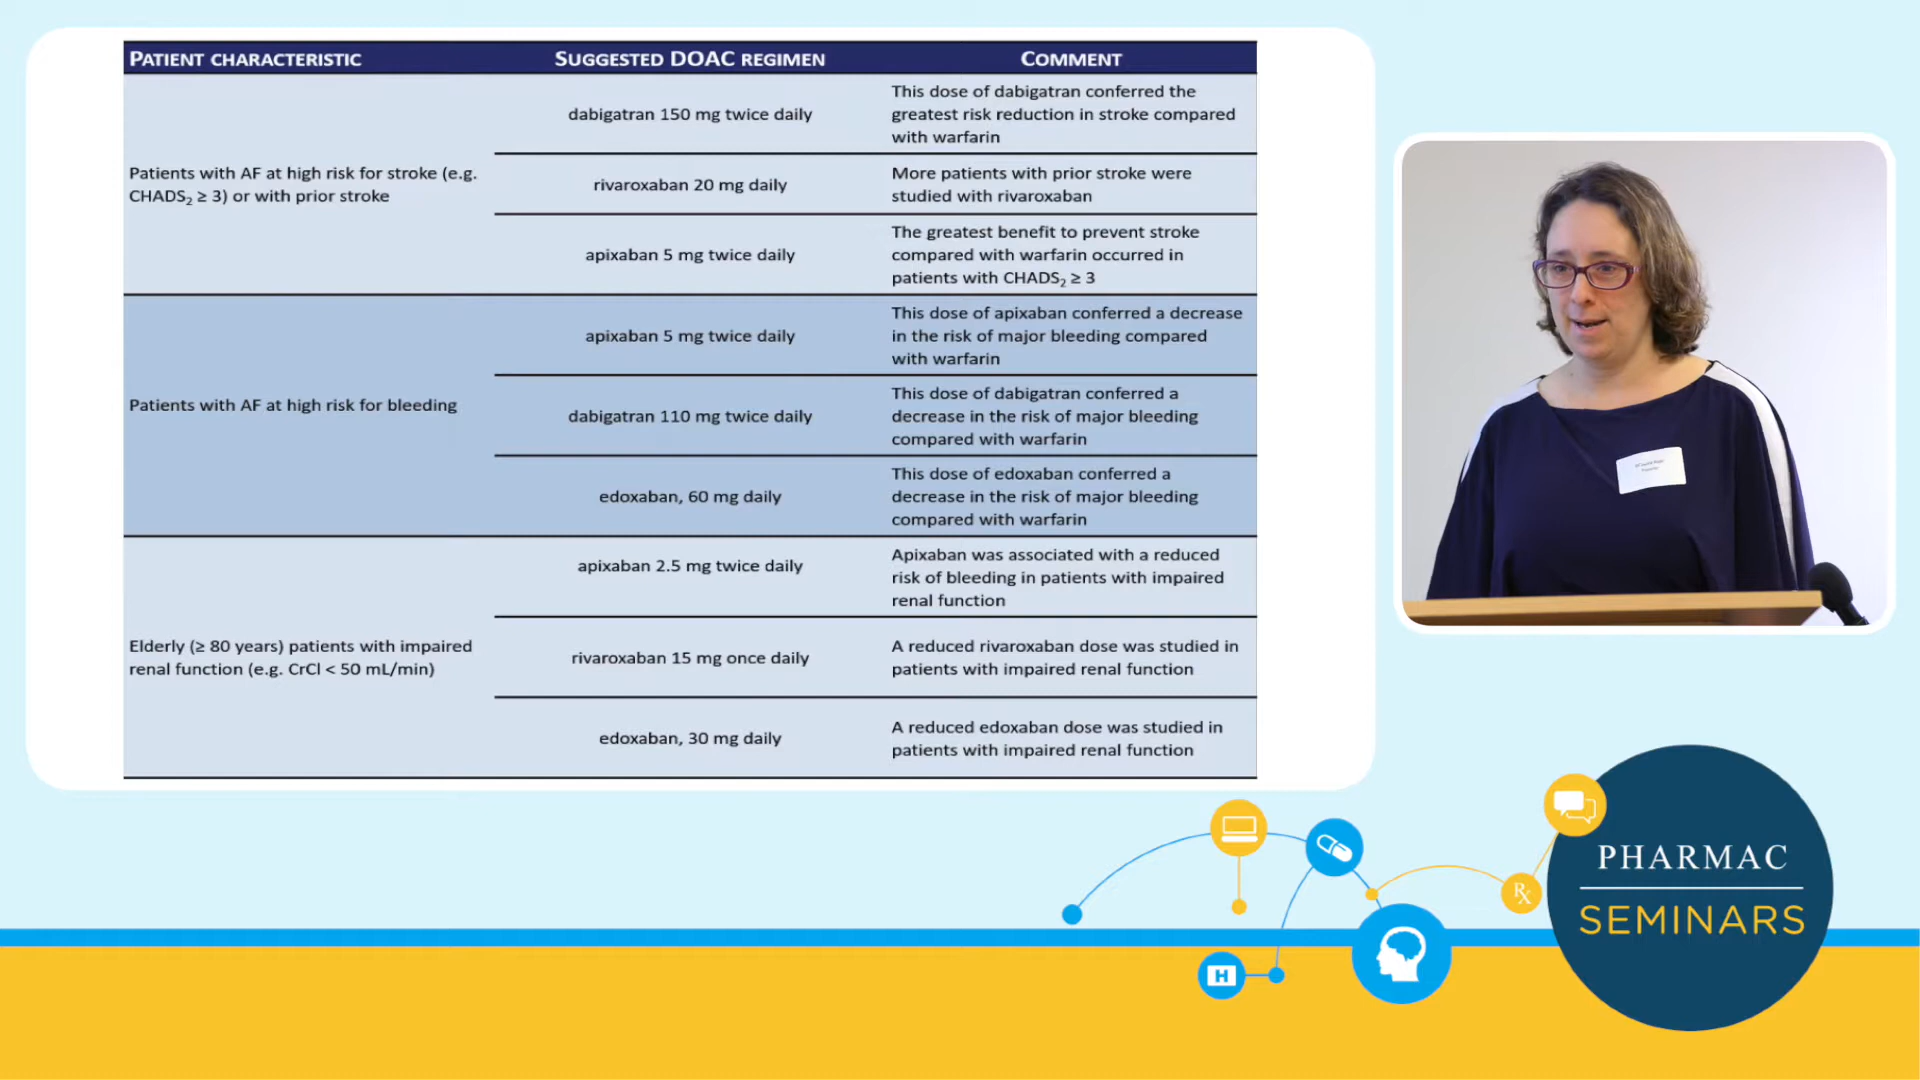 PATIENT CHARACTERISTIC
SUGGESTED DOAC REGIMEN
COMMENT
Patients with AF at high risk for stroke (e.g.
CHADS₂ ≥ 3) or with prior stroke
dabigatran 150 mg twice daily
This dose of dabigatran conferred the
greatest risk reduction in stroke compared
with warfarin
rivaroxaban 20 mg daily
More patients with prior stroke were
studied with rivaroxaban
apixaban 5 mg twice daily
The greatest benefit to prevent stroke
compared with warfarin occurred in
patients with CHADS₂ ≥ 3
Patients with AF at high risk for bleeding
apixaban 5 mg twice daily
This dose of apixaban conferred a decrease
in the risk of major bleeding compared
with warfarin
dabigatran 110 mg twice daily
This dose of dabigatran conferred a
decrease in the risk of major bleeding
compared with warfarin
edoxaban, 60 mg daily
This dose of edoxaban conferred a
decrease in the risk of major bleeding
compared with warfarin
Elderly (≥ 80 years) patients with impaired
renal function (e.g. CrCl < 50 mL/min)
apixaban 2.5 mg twice daily
Apixaban was associated with a reduced
risk of bleeding in patients with impaired
renal function
rivaroxaban 15 mg once daily
A reduced rivaroxaban dose was studied in
patients with impaired renal function
edoxaban, 30 mg daily
A reduced edoxaban dose was studied in
patients with impaired renal function
H
Rx
PHARMAC
SEMINARS